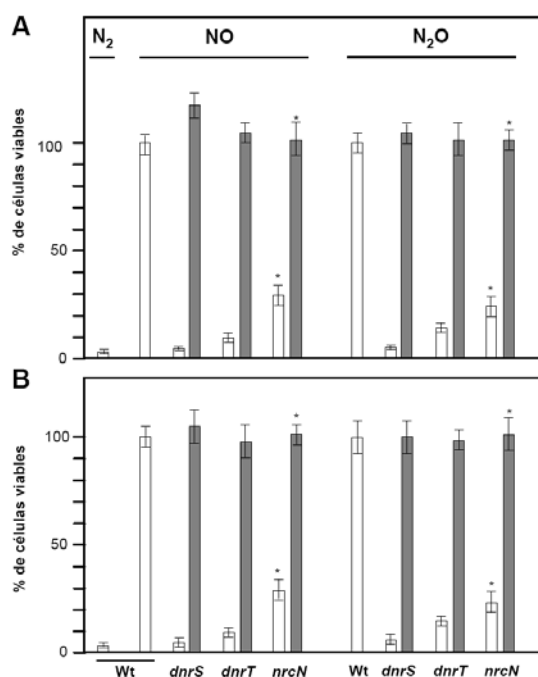 A
N2 NO N2O
% de células viables
100
50
0
* * * *
B
% de células viables
100
50
0
* * * *
Wt dnrS dnrT nrcN Wt dnrS dnrT nrcN